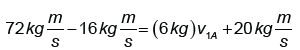 72 kg m/s − 16 kg m/s = (6 kg) v₁A + 20 kg m/s